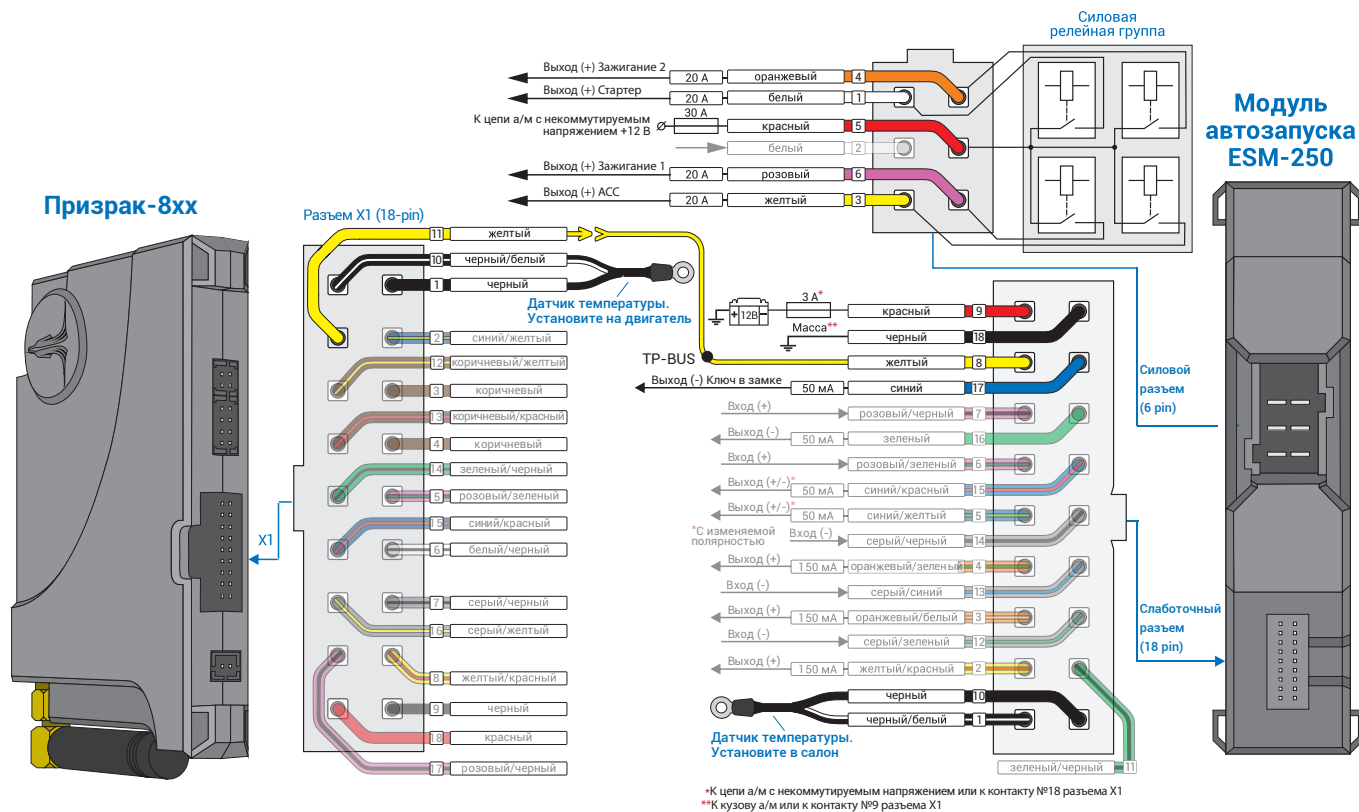 Силовая
релейная группа
Выход (+) Зажигание 2
20 А
оранжевый
4
Выход (+) Стартер
20 А
белый
1
30 А
К цепи а/м с некоммутируемым
напряжением +12 В
красный
5
белый
2
Выход (+) Зажигание 1
20 А
розовый
6
Выход (+) АСС
20 А
желтый
3
Модуль
автозапуска
ESM-250
Призрак-8xx
Разъем X1 (18-pin)
11
желтый
10
черный/белый
1
черный
Датчик температуры.
Установите на двигатель
2
синий/желтый
12
коричневый/желтый
3
коричневый
13
коричневый/красный
4
коричневый
14
зеленый/черный
5
розовый/зеленый
15
синий/красный
6
белый/черный
7
серый/черный
16
серый/желтый
8
желтый/красный
9
черный
18
красный
17
розовый/черный
X1
12В
3 А*
красный
9
Масса**
черный
18
TP-BUS
желтый
8
Выход (-) Ключ в замке
50 мА
синий
17
Вход (+)
розовый/черный
7
Выход (-)
50 мА
зеленый
16
Вход (+)
розовый/зеленый
6
Выход (+/-)*
50 мА
синий/красный
15
Выход (+/-)*
50 мА
синий/желтый
5
*С изменяемой
полярностью
Вход (-)
серый/черный
14
Выход (+)
150 мА
оранжевый/зеленый
4
Вход (-)
серый/синий
13
Выход (+)
150 мА
оранжевый/белый
3
Вход (-)
серый/зеленый
12
Выход (+)
150 мА
желтый/красный
2
черный
10
черный/белый
1
Датчик температуры.
Установите в салон
зеленый/черный
11
Силовой
разъем
(6 pin)
Слаботочный
разъем
(18 pin)
*К цепи а/м с некоммутируемым напряжением или к контакту №18 разъема X1
**К кузову а/м или к контакту №9 разъема X1